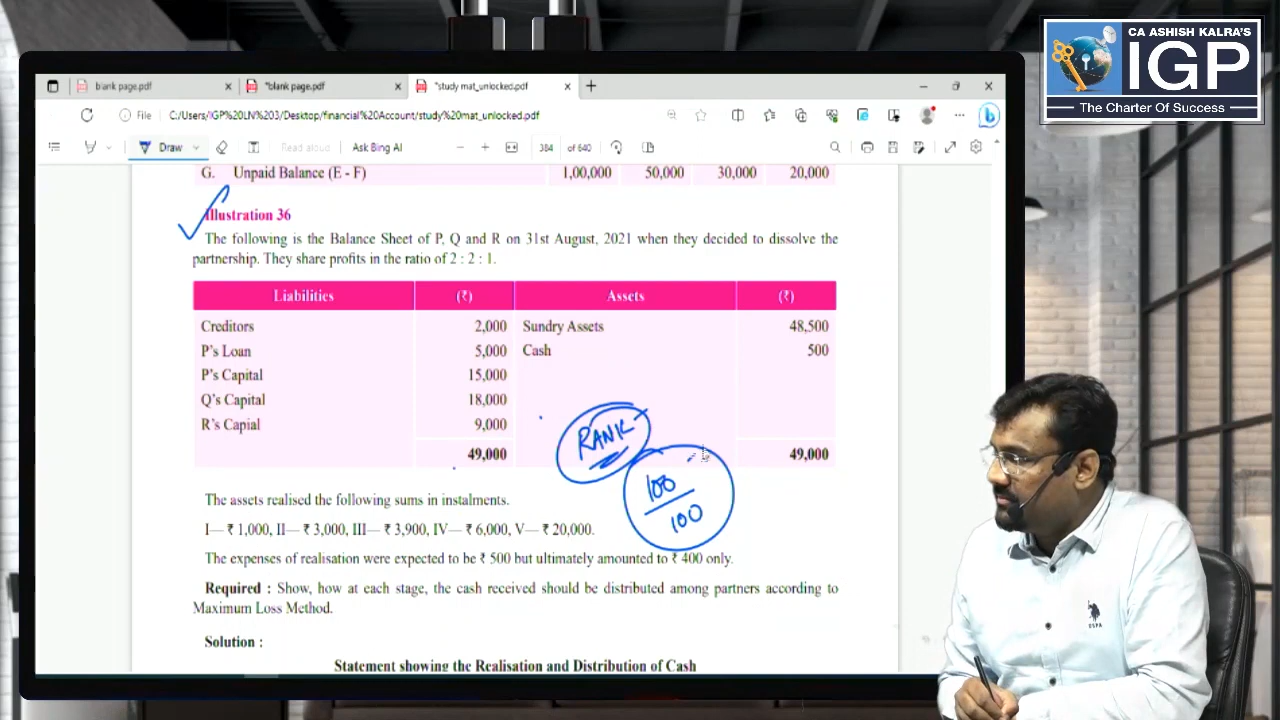 CA ASHISH KALRA'S
IGP
The Charter Of Success
blank page.pdf
*blank page.pdf
*study mat_unlocked.pdf
File
C:/Users/IGP%20LN%203/Desktop/financial%20Account/study%20mat_unlocked.pdf
Draw
Read aloud
Ask Bing AI
384
of 640
G. Unpaid Balance (E - F) 1,00,000 50,000 30,000 20,000
Illustration 36
The following is the Balance Sheet of P, Q and R on 31st August, 2021 when they decided to dissolve the
partnership. They share profits in the ratio of 2 : 2 : 1.
Liabilities (₹) Assets (₹)
Creditors 2,000 Sundry Assets 48,500
P's Loan 5,000 Cash 500
P's Capital 15,000
Q's Capital 18,000
R's Capial 9,000
49,000 49,000
RANK
100
100
The assets realised the following sums in instalments.
I— ₹ 1,000, II— ₹ 3,000, III— ₹ 3,900, IV— ₹ 6,000, V— ₹ 20,000.
The expenses of realisation were expected to be ₹ 500 but ultimately amounted to ₹ 400 only.
Required : Show, how at each stage, the cash received should be distributed among partners according to
Maximum Loss Method.
Solution :
Statement showing the Realisation and Distribution of Cash